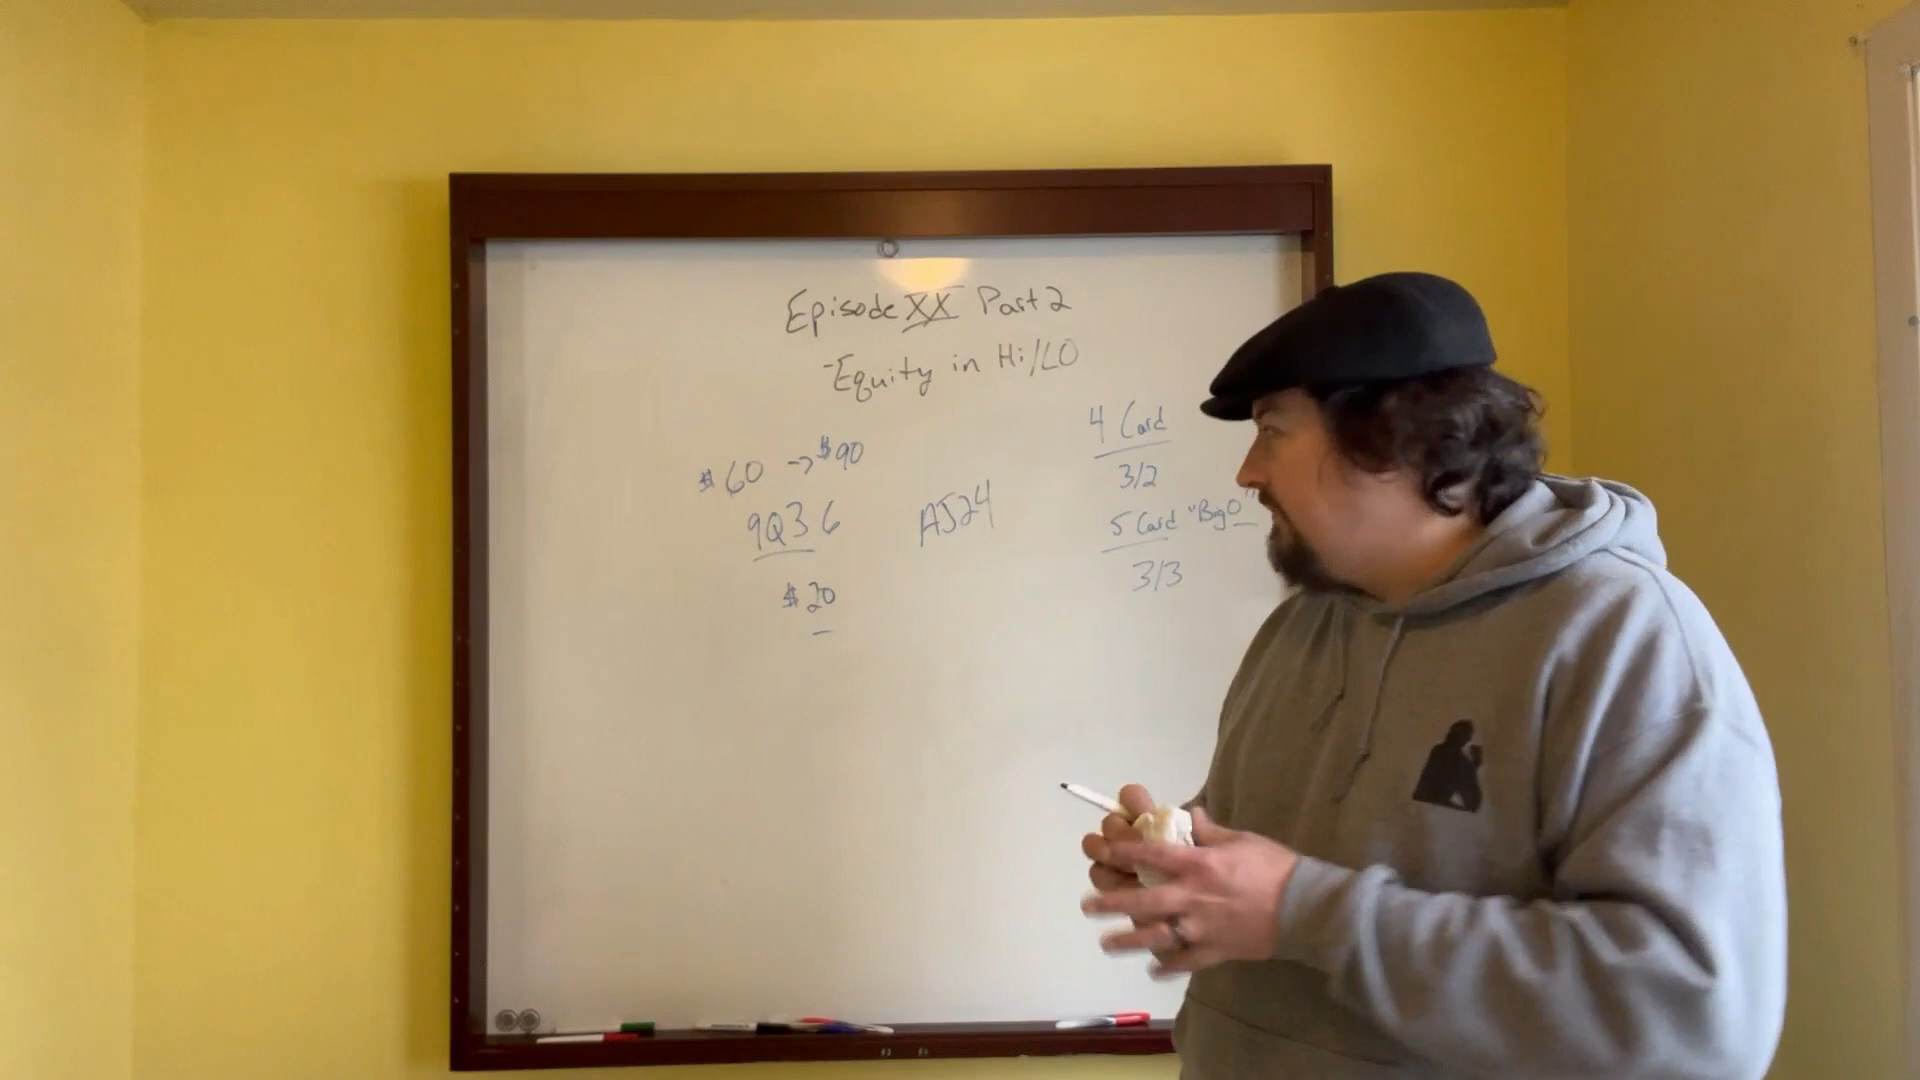 Episode XX Part 2
-Equity in Hi/LO
$60 -> $90
9Q36
$20
AJ24
4 Card
3/2
5 Card "Big O"
3/3